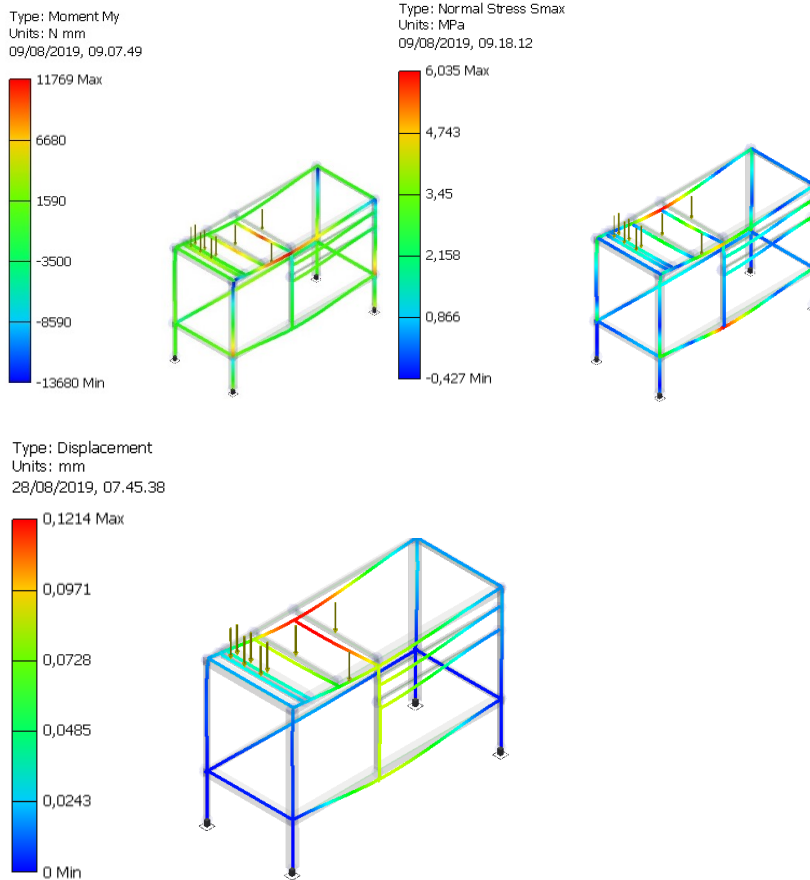 Type: Moment My
Units: N mm
09/08/2019, 09.07.49
11769 Max
6680
1590
-3500
-8590
-13680 Min
Type: Normal Stress Smax
Units: MPa
09/08/2019, 09.18.12
6,035 Max
4,743
3,45
2,158
0,866
-0,427 Min
Type: Displacement
Units: mm
28/08/2019, 07.45.38
0,1214 Max
0,0971
0,0728
0,0485
0,0243
0 Min